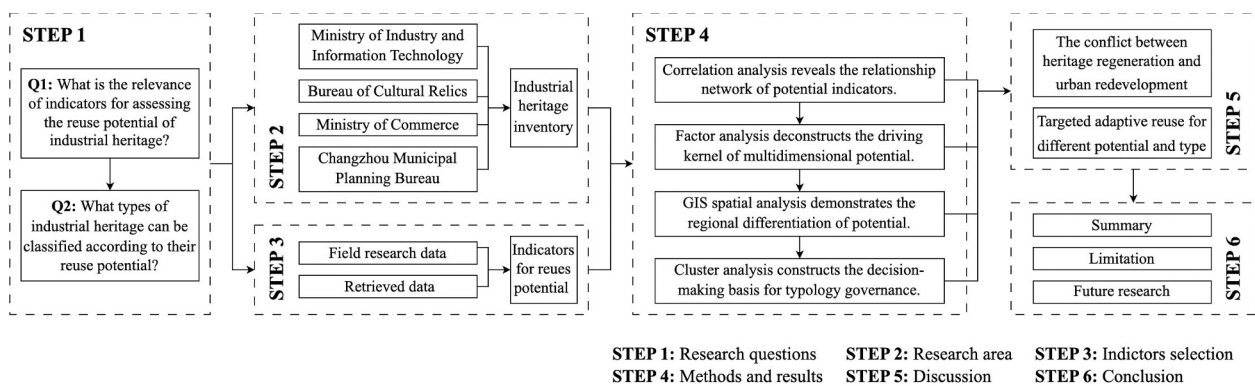 STEP 1
Q1: What is the relevance
of indicators for assessing
the reuse potential of
industrial heritage?
Q2: What types of
industrial heritage can be
classified according to their
reuse potential?
STEP 2
Ministry of Industry and
Information Technology
Bureau of Cultural Relics
Ministry of Commerce
Changzhou Municipal
Planning Bureau
Industrial
heritage
inventory
STEP 3
Field research data
Retrieved data
Indicators
for reues
potential
STEP 4
Correlation analysis reveals the relationship
network of potential indicators.
Factor analysis deconstructs the driving
kernel of multidimensional potential.
GIS spatial analysis demonstrates the
regional differentiation of potential.
Cluster analysis constructs the decision-
making basis for typology governance.
The conflict between
heritage regeneration and
urban redevelopment
Targeted adaptive reuse for
different potential and type
STEP 5
Summary
Limitation
Future research
STEP 6
STEP 1: Research questions STEP 2: Research area STEP 3: Indictors selection
STEP 4: Methods and results STEP 5: Discussion STEP 6: Conclusion